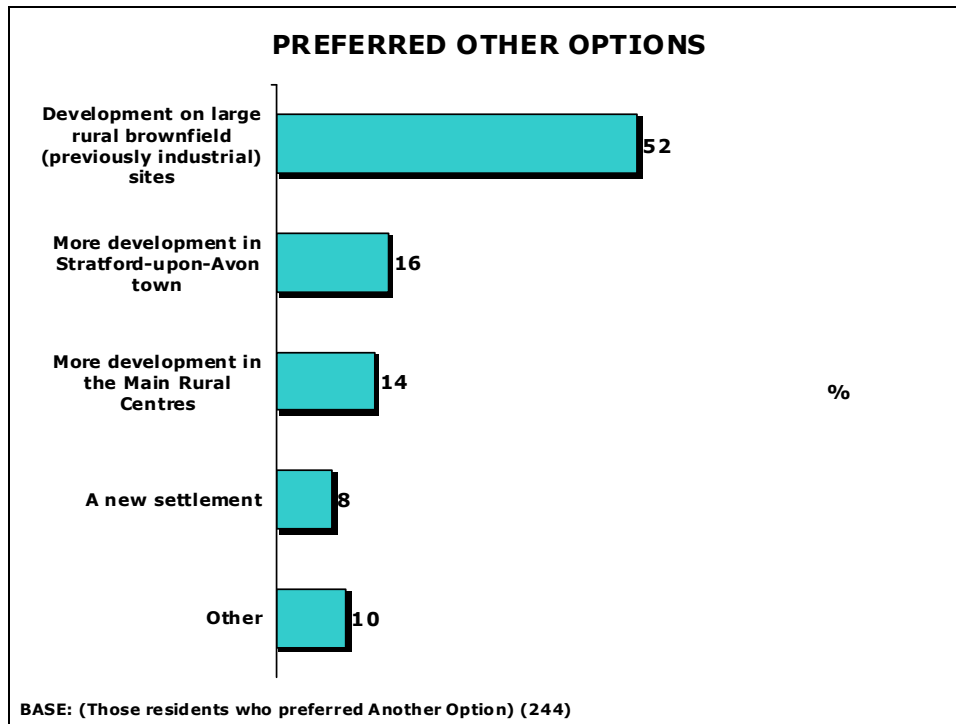 PREFERRED OTHER OPTIONS
Development on large
rural brownfield
(previously industrial)
sites
52
More development in
Stratford-upon-Avon
town
16
More development in
the Main Rural
Centres
14
%
A new settlement
8
Other
10
BASE: (Those residents who preferred Another Option) (244)